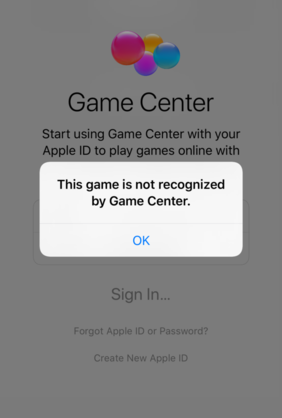 Game Center
Start using Game Center with your
Apple ID to play games online with
This game is not recognized
by Game Center.
OK
Sign In...
Forgot Apple ID or Password?
Create New Apple ID